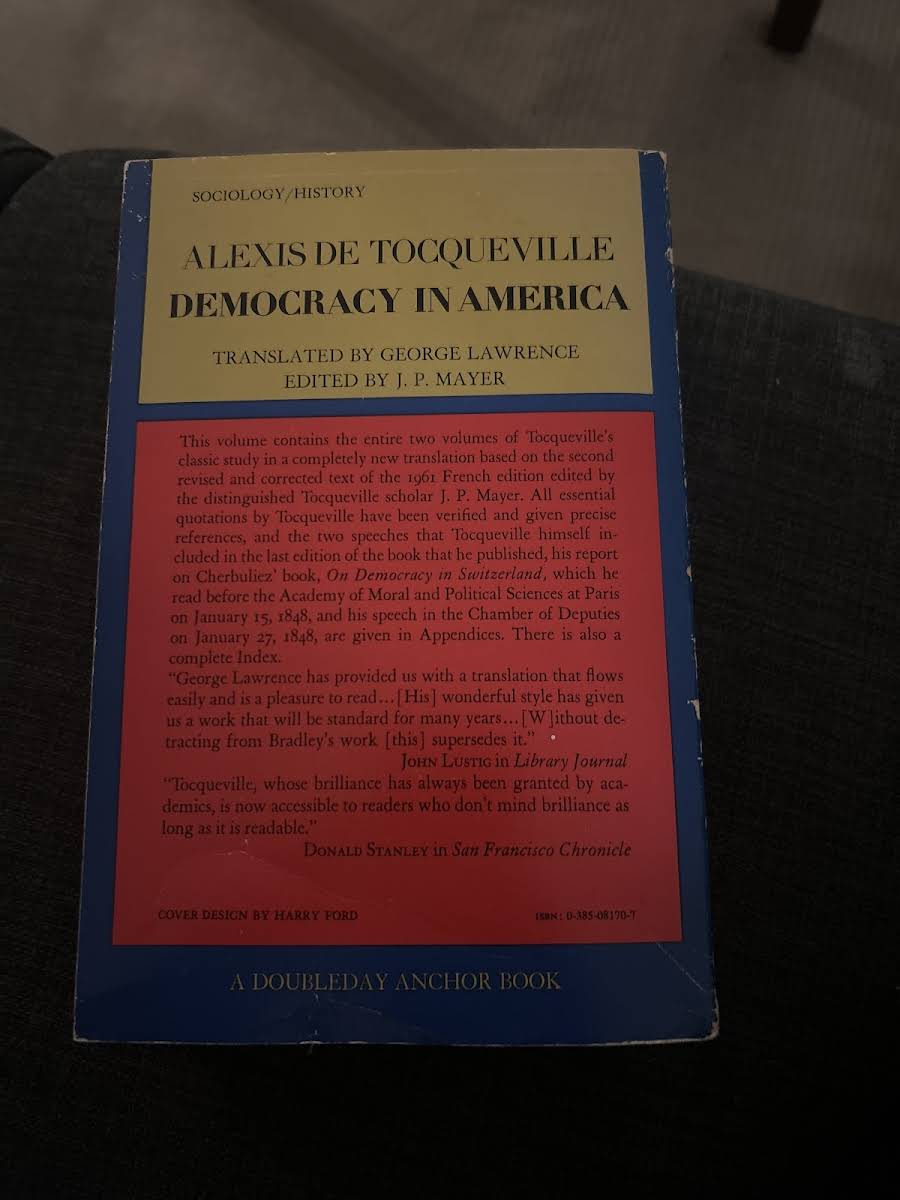 SOCIOLOGY/HISTORY
ALEXIS DE TOCQUEVILLE
DEMOCRACY IN AMERICA
TRANSLATED BY GEORGE LAWRENCE
EDITED BY J. P. MAYER
This volume contains the entire two volumes of Tocqueville's
classic study in a completely new translation based on the second
revised and corrected text of the 1961 French edition edited by
the distinguished Tocqueville scholar J. P. Mayer. All essential
quotations by Tocqueville have been verified and given precise
references, and the two speeches that Tocqueville himself in-
cluded in the last edition of the book that he published, his report
on Cherbuliez' book, On Democracy in Switzerland, which he
read before the Academy of Moral and Political Sciences at Paris
on January 15, 1848, and his speech in the Chamber of Deputies
on January 27, 1848, are given in Appendices. There is also a
complete Index.
"George Lawrence has provided us with a translation that flows
easily and is a pleasure to read...[His] wonderful style has given
us a work that will be standard for many years...[W]ithout de-
tracting from Bradley's work [this] supersedes it."
JOHN LUSTIG in Library Journal
"Tocqueville, whose brilliance has always been granted by aca-
demics, is now accessible to readers who don't mind brilliance as
long as it is readable."
DONALD STANLEY in San Francisco Chronicle
COVER DESIGN BY HARRY FORD
ISBN: 0-385-08170-7
A DOUBLEDAY ANCHOR BOOK